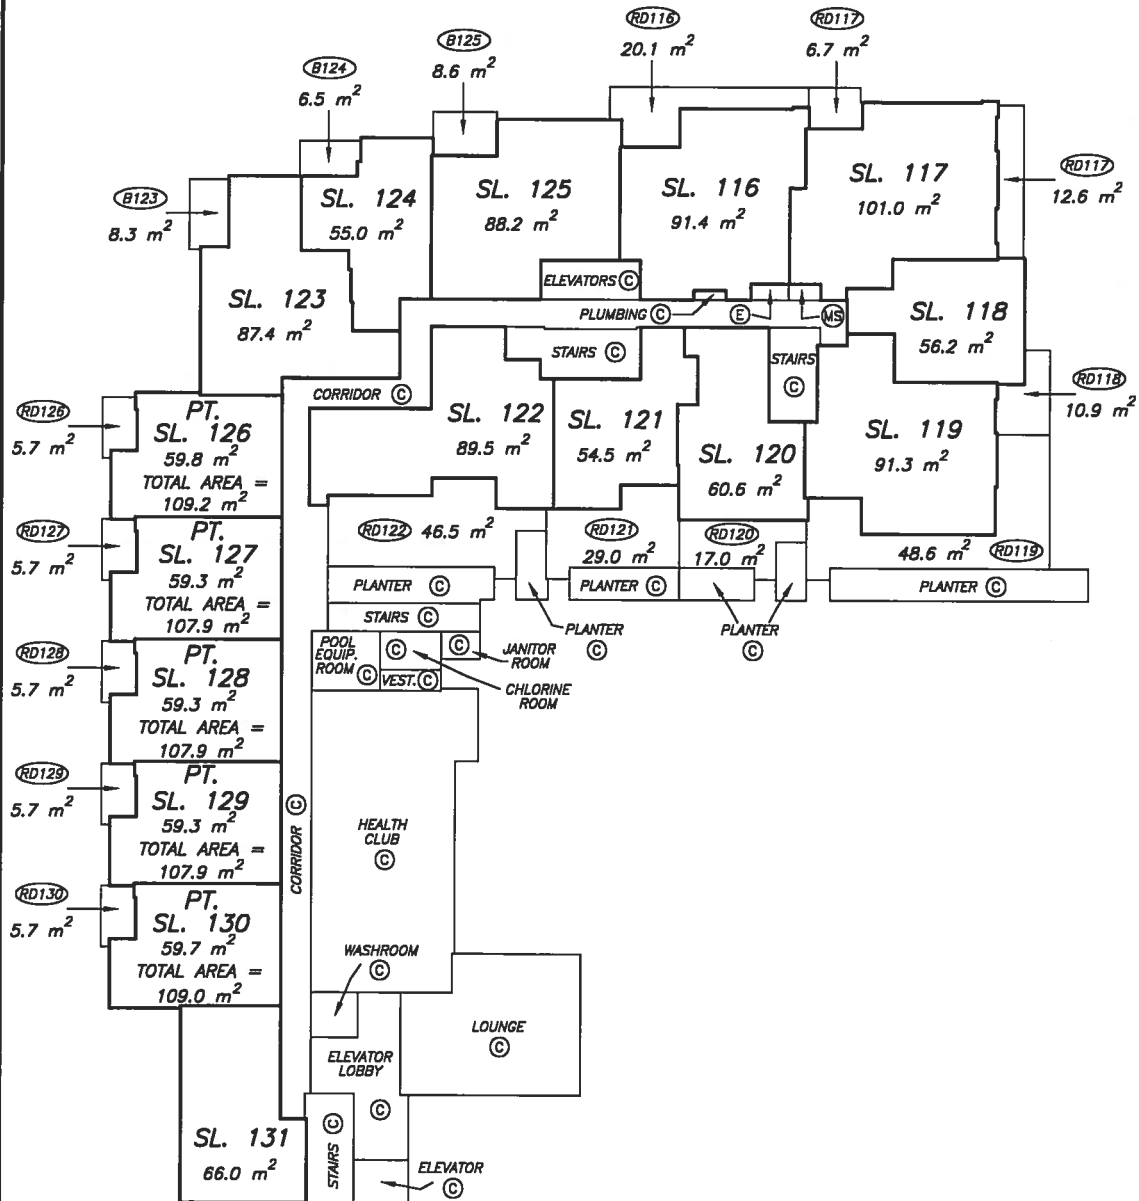 RD116
20.1 m²
RD117
6.7 m²
B125
8.6 m²
B124
6.5 m²
B123
8.3 m²
SL. 124
55.0 m²
SL. 125
88.2 m²
SL. 116
91.4 m²
SL. 117
101.0 m²
RD117
12.6 m²
SL. 123
87.4 m²
ELEVATORS C
PLUMBING C
E
MS
SL. 118
56.2 m²
STAIRS C
STAIRS
C
RD118
10.9 m²
CORRIDOR C
SL. 122
89.5 m²
SL. 121
54.5 m²
SL. 120
60.6 m²
SL. 119
91.3 m²
RD126
5.7 m²
PT.
SL. 126
59.8 m²
TOTAL AREA =
109.2 m²
RD122 46.5 m²
RD121
29.0 m²
RD120
17.0 m²
48.6 m² RD119
RD127
5.7 m²
PT.
SL. 127
59.3 m²
TOTAL AREA =
107.9 m²
PLANTER C
PLANTER C
PLANTER C
STAIRS C
PLANTER
C
PLANTER
C
POOL
EQUIP.
ROOM C
C
C
JANITOR
ROOM
VEST. C
CHLORINE
ROOM
RD128
5.7 m²
PT.
SL. 128
59.3 m²
TOTAL AREA =
107.9 m²
RD129
5.7 m²
PT.
SL. 129
59.3 m²
TOTAL AREA =
107.9 m²
CORRIDOR C
HEALTH
CLUB
C
RD130
5.7 m²
PT.
SL. 130
59.7 m²
TOTAL AREA =
109.0 m²
WASHROOM
C
LOUNGE
C
ELEVATOR
LOBBY
C
SL. 131
66.0 m²
STAIRS C
ELEVATOR
C